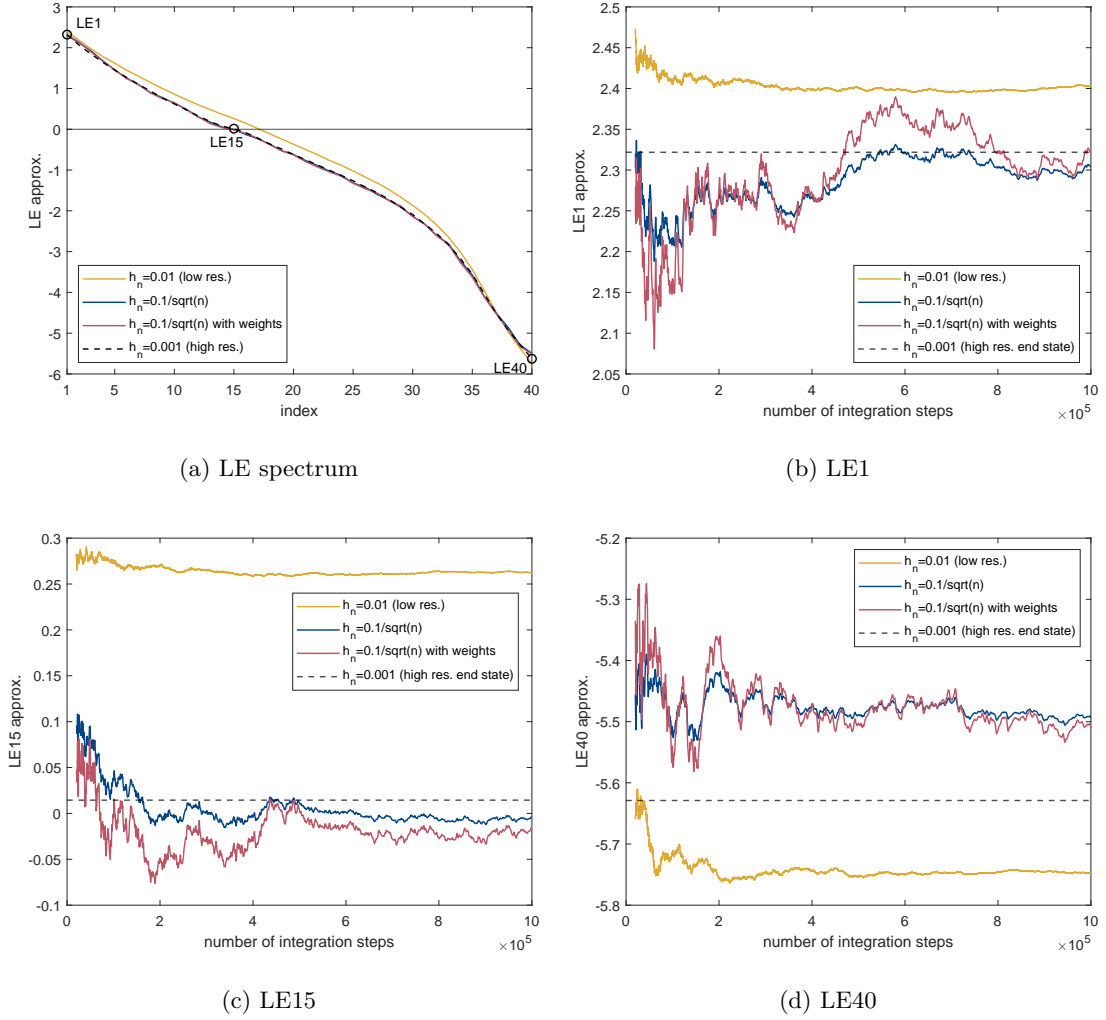 3
2
1
0
-1
-2
-3
-4
-5
-6
LE approx.
LE1
LE15
LE40
h_n=0.01 (low res.)
h_n=0.1/sqrt(n)
h_n=0.1/sqrt(n) with weights
h_n=0.001 (high res.)
1 5 10 15 20 25 30 35 40
index
(a) LE spectrum
2.5
2.45
2.4
2.35
2.3
2.25
2.2
2.15
2.1
2.05
LE1 approx.
h_n=0.01 (low res.)
h_n=0.1/sqrt(n)
h_n=0.1/sqrt(n) with weights
h_n=0.001 (high res. end state)
0 2 4 6 8 10
number of integration steps
×10^5
(b) LE1
0.3
0.25
0.2
0.15
0.1
0.05
0
-0.05
-0.1
LE15 approx.
h_n=0.01 (low res.)
h_n=0.1/sqrt(n)
h_n=0.1/sqrt(n) with weights
h_n=0.001 (high res. end state)
0 2 4 6 8 10
number of integration steps
×10^5
(c) LE15
-5.2
-5.3
-5.4
-5.5
-5.6
-5.7
-5.8
LE40 approx.
h_n=0.01 (low res.)
h_n=0.1/sqrt(n)
h_n=0.1/sqrt(n) with weights
h_n=0.001 (high res. end state)
0 2 4 6 8 10
number of integration steps
×10^5
(d) LE40